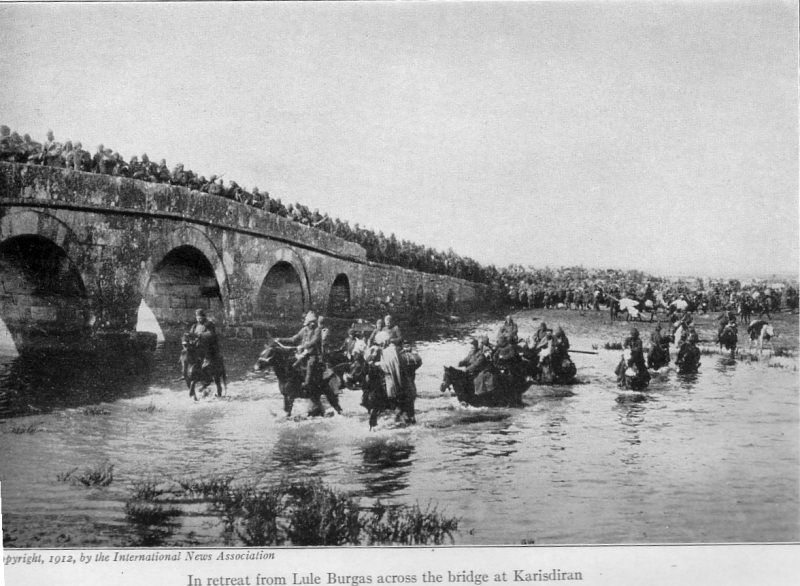 opyright, 1912, by the International News Association
In retreat from Lule Burgas across the bridge at Karisdiran